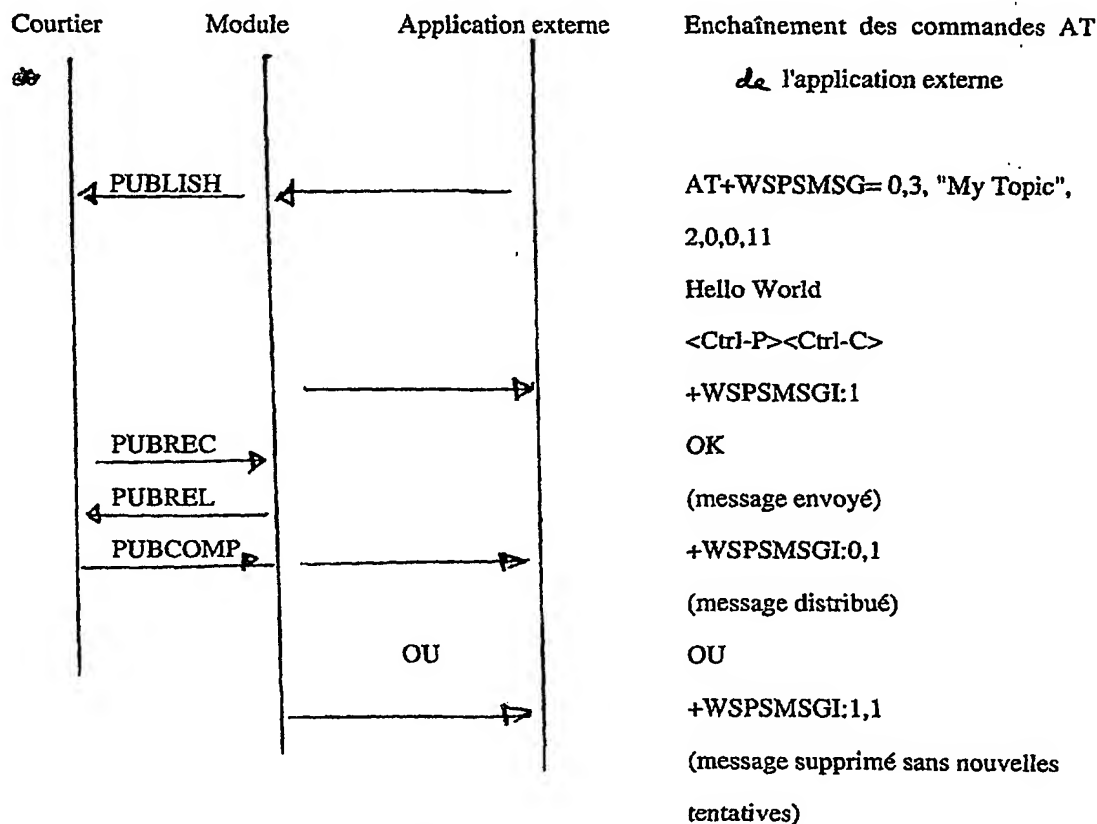 Courtier Module Application externe Enchaînement des commandes AT
de l'application externe
PUBLISH AT+WSPSMSG= 0,3, "My Topic",
2,0,0,11
Hello World
<Ctrl-P><Ctrl-C>
+WSPSMSGI:1
PUBREC OK
PUBREL (message envoyé)
PUBCOMP +WSPSMSGI:0,1
(message distribué)
OU OU
+WSPSMSGI:1,1
(message supprimé sans nouvelles
tentatives)